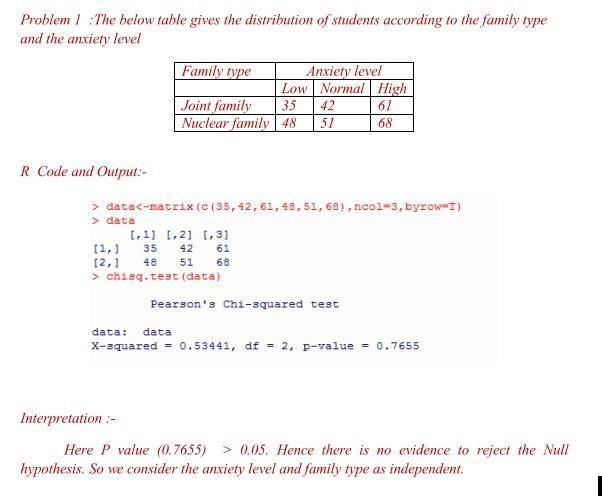 Problem 1 :The below table gives the distribution of students according to the family type
and the anxiety level
Family type Anxiety level
Low Normal High
Joint family 35 42 61
Nuclear family 48 51 68
R Code and Output:-
> data<-matrix(c(35,42,61,48,51,68),ncol=3,byrow=T)
> data
[,1] [,2] [,3]
[1,] 35 42 61
[2,] 48 51 68
> chisq.test(data)
Pearson's Chi-squared test
data: data
X-squared = 0.53441, df = 2, p-value = 0.7655
Interpretation :-
Here P value (0.7655) > 0.05. Hence there is no evidence to reject the Null
hypothesis. So we consider the anxiety level and family type as independent.